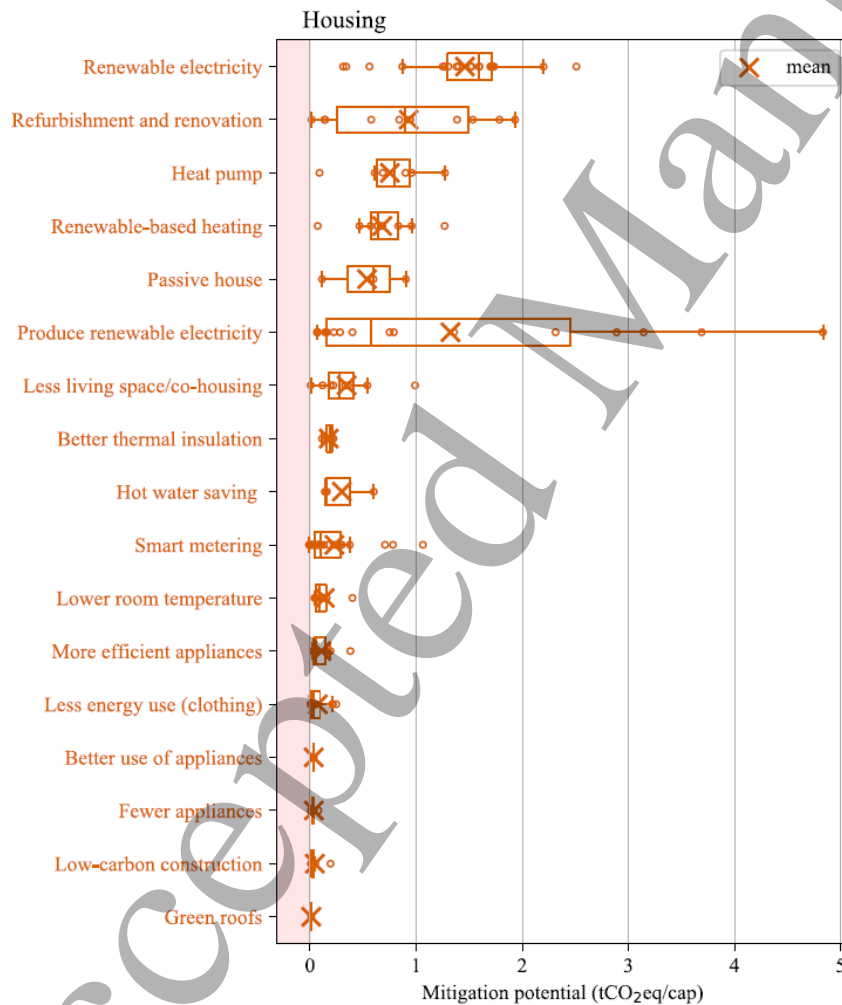 Housing
mean
Renewable electricity
Refurbishment and renovation
Heat pump
Renewable-based heating
Passive house
Produce renewable electricity
Less living space/co-housing
Better thermal insulation
Hot water saving
Smart metering
Lower room temperature
More efficient appliances
Less energy use (clothing)
Better use of appliances
Fewer appliances
Low-carbon construction
Green roofs
0 1 2 3 4 5
Mitigation potential (tCO₂eq/cap)
cepted Man